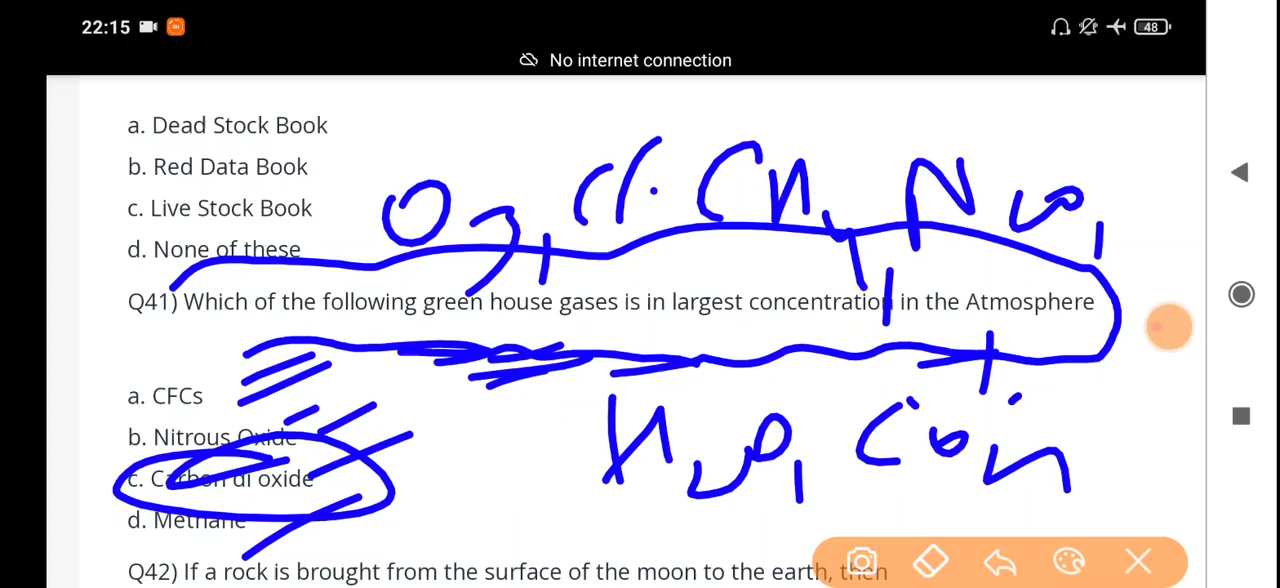 22:15
48
No internet connection
a. Dead Stock Book
b. Red Data Book
c. Live Stock Book
d. None of these
O3, CH4,
Q41) Which of the following green house gases is in largest concentration in the Atmosphere
a. CFCs
b. Nitrous Oxide
c. Carbon di oxide
d. Methane
H2O,
Q42) If a rock is brought from the surface of the moon to the earth, then